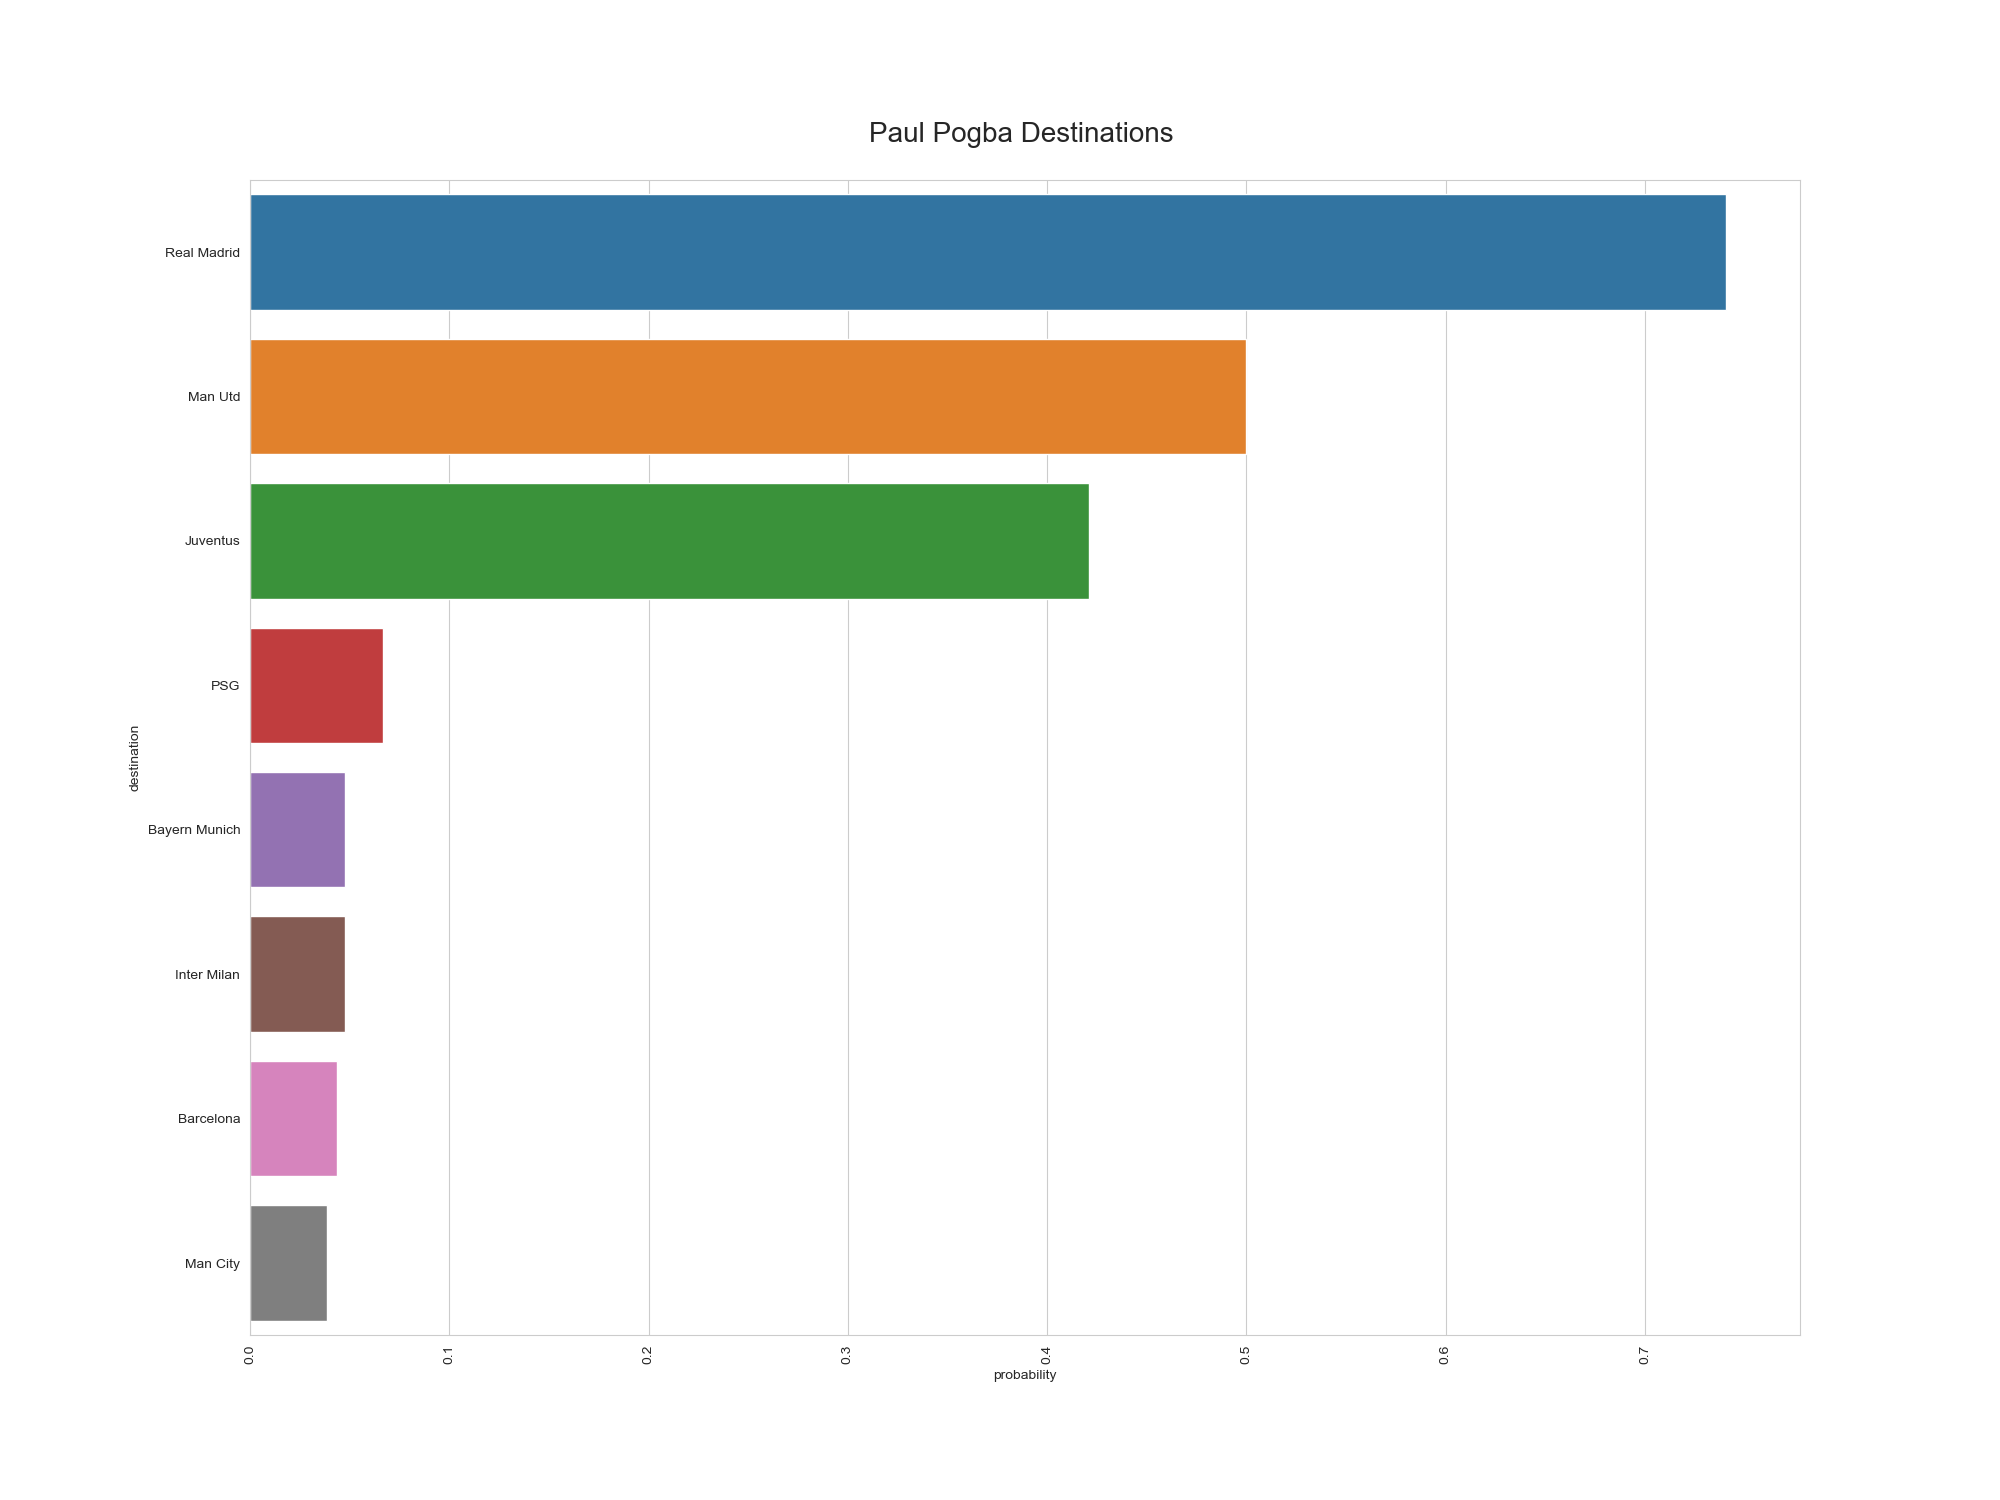 Paul Pogba Destinations
Real Madrid
Man Utd
Juventus
PSG
Bayern Munich
Inter Milan
Barcelona
Man City
destination
0.0
0.1
0.2
0.3
0.4
0.5
0.6
0.7
probability